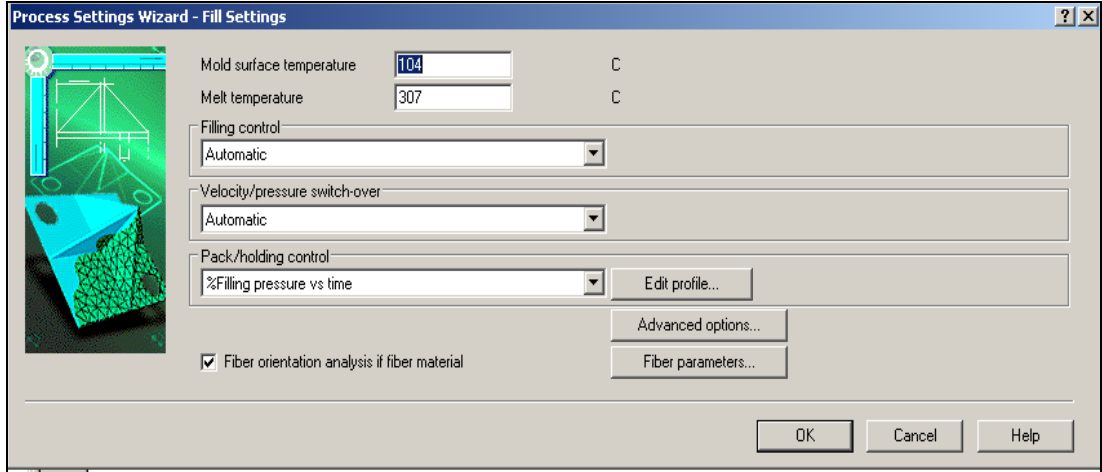 Process Settings Wizard - Fill Settings
Mold surface temperature 104 C
Melt temperature 307 C
Filling control
Automatic
Velocity/pressure switch-over
Automatic
Pack/holding control
%Filling pressure vs time Edit profile...
Advanced options...
Fiber orientation analysis if fiber material Fiber parameters...
OK Cancel Help